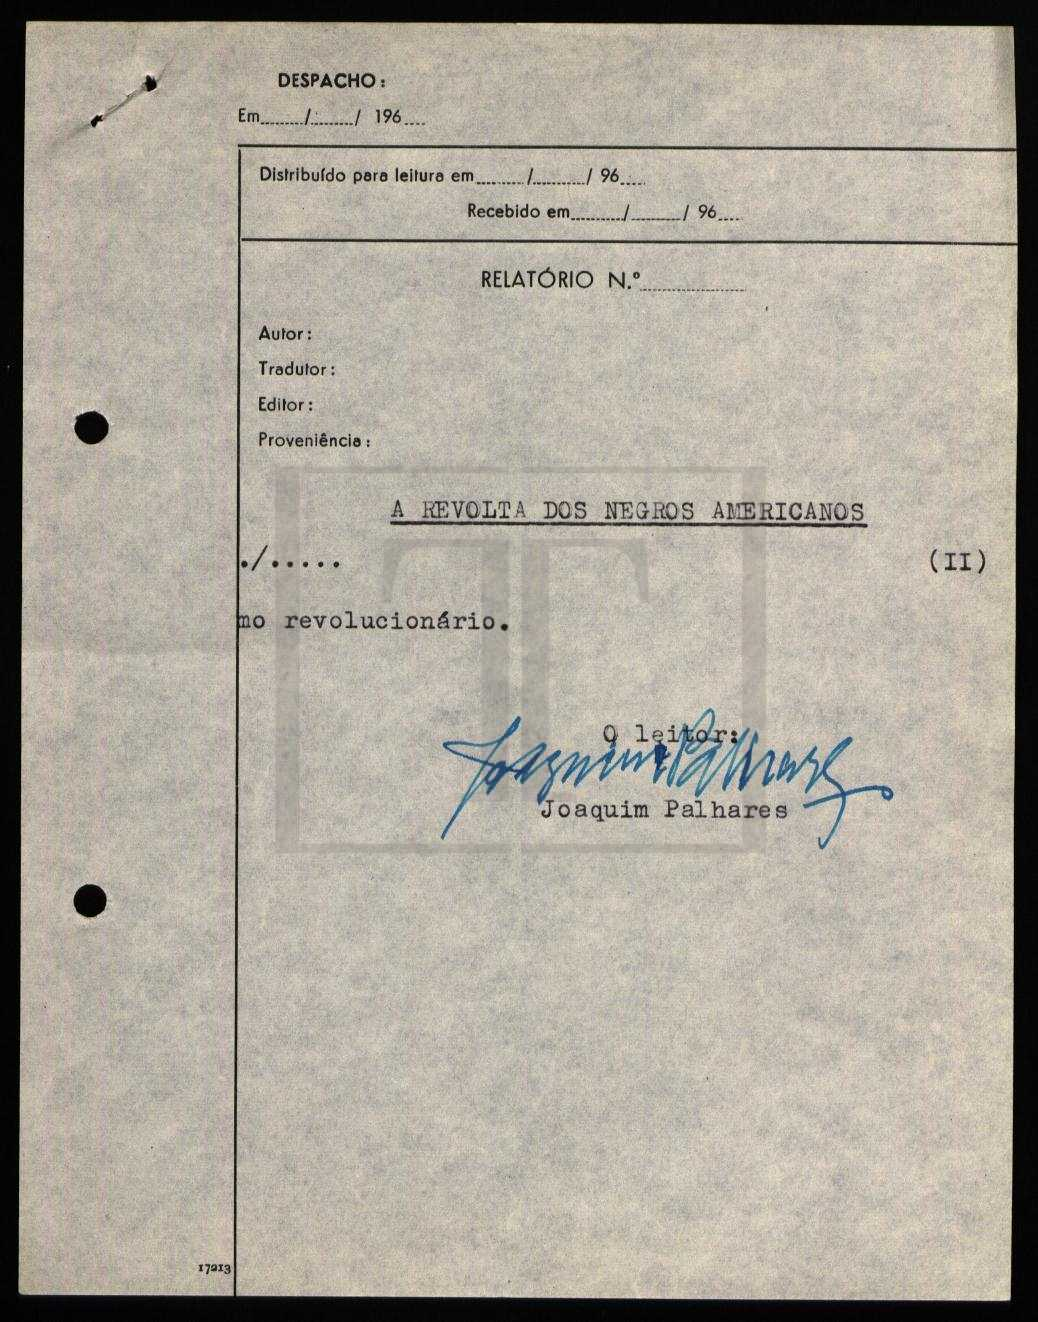 DESPACHO:
Em......../......../ 196....
Distribuído para leitura em......../......../ 96....
Recebido em......../......../ 96....
RELATÓRIO N.º....................
Autor:
Tradutor:
Editor:
Proveniência:
A REVOLTA DOS NEGROS AMERICANOS
./.....
(II)
mo revolucionário.
O leitor:
Joaquim Palhares
Joaquim Palhares
17213